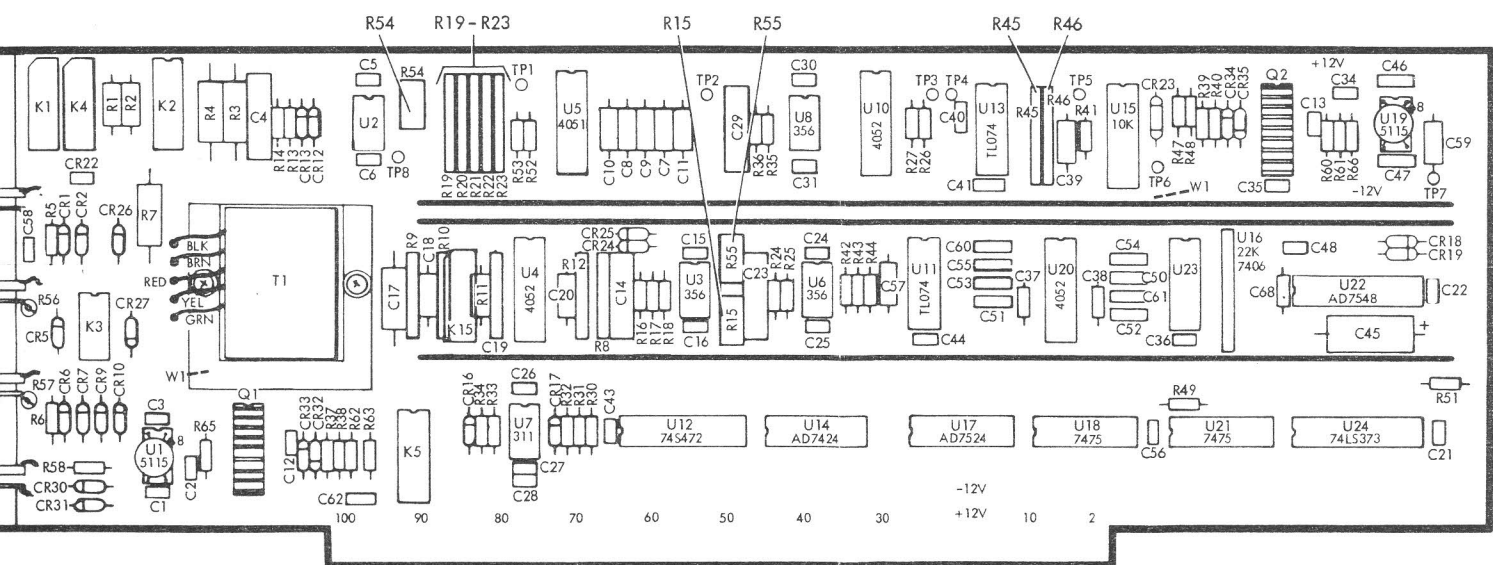 R54
R19 – R23
R15
R55
R45
R46
K1
K4
R1
R2
K2
R4
R3
C4
R14
R13
CR13
CR12
C5
U2
C6
R54
TP8
TP1
R19
R20
R21
R22
R23
R53
R52
U5
4051
C10
C8
C9
C7
C11
TP2
C29
R36
R35
C30
U8
356
C31
U10
4052
TP3
TP4
R27
R26
C40
U13
TL074
C41
R45
R46
TP5
R41
C39
U15
10K
CR23
TP6
R47
R48
R39
R40
CR34
CR35
Q2
C35
+12V
C34
C13
R60
R61
R66
-12V
C46
8
U19
5115
C47
C59
TP7
W1
CR22
C58
R5
CR1
CR2
CR26
R7
BLK
BRN
RED
YEL
GRN
T1
R56
CR5
K3
CR27
W1
C17
R9
C18
R10
K15
R11
C19
U4
4052
C20
R12
CR25
CR24
R8
C14
R16
R17
R18
C15
U3
356
C16
R55
R15
C23
R24
R25
C24
U6
356
C25
R42
R43
R44
C57
U11
TL074
C44
C60
C55
C53
C51
C37
U20
4052
C38
C54
C50
C61
C52
U23
C36
U16
22K
7406
C48
C68
U22
AD7548
C22
C45
+
CR18
CR19
R57
R6
CR6
CR7
CR9
CR10
C3
8
U1
5115
C1
C2
R65
R58
CR30
CR31
Q1
C12
CR33
CR32
R37
R38
R62
R63
C62
K5
CR16
R34
R33
C26
U7
311
C27
C28
CR17
R32
R31
R30
C43
U12
74S472
U14
AD7424
U17
AD7524
U18
7475
C56
R49
U21
7475
U24
74LS373
C21
R51
-12V
+12V
100
90
80
70
60
50
40
30
10
2